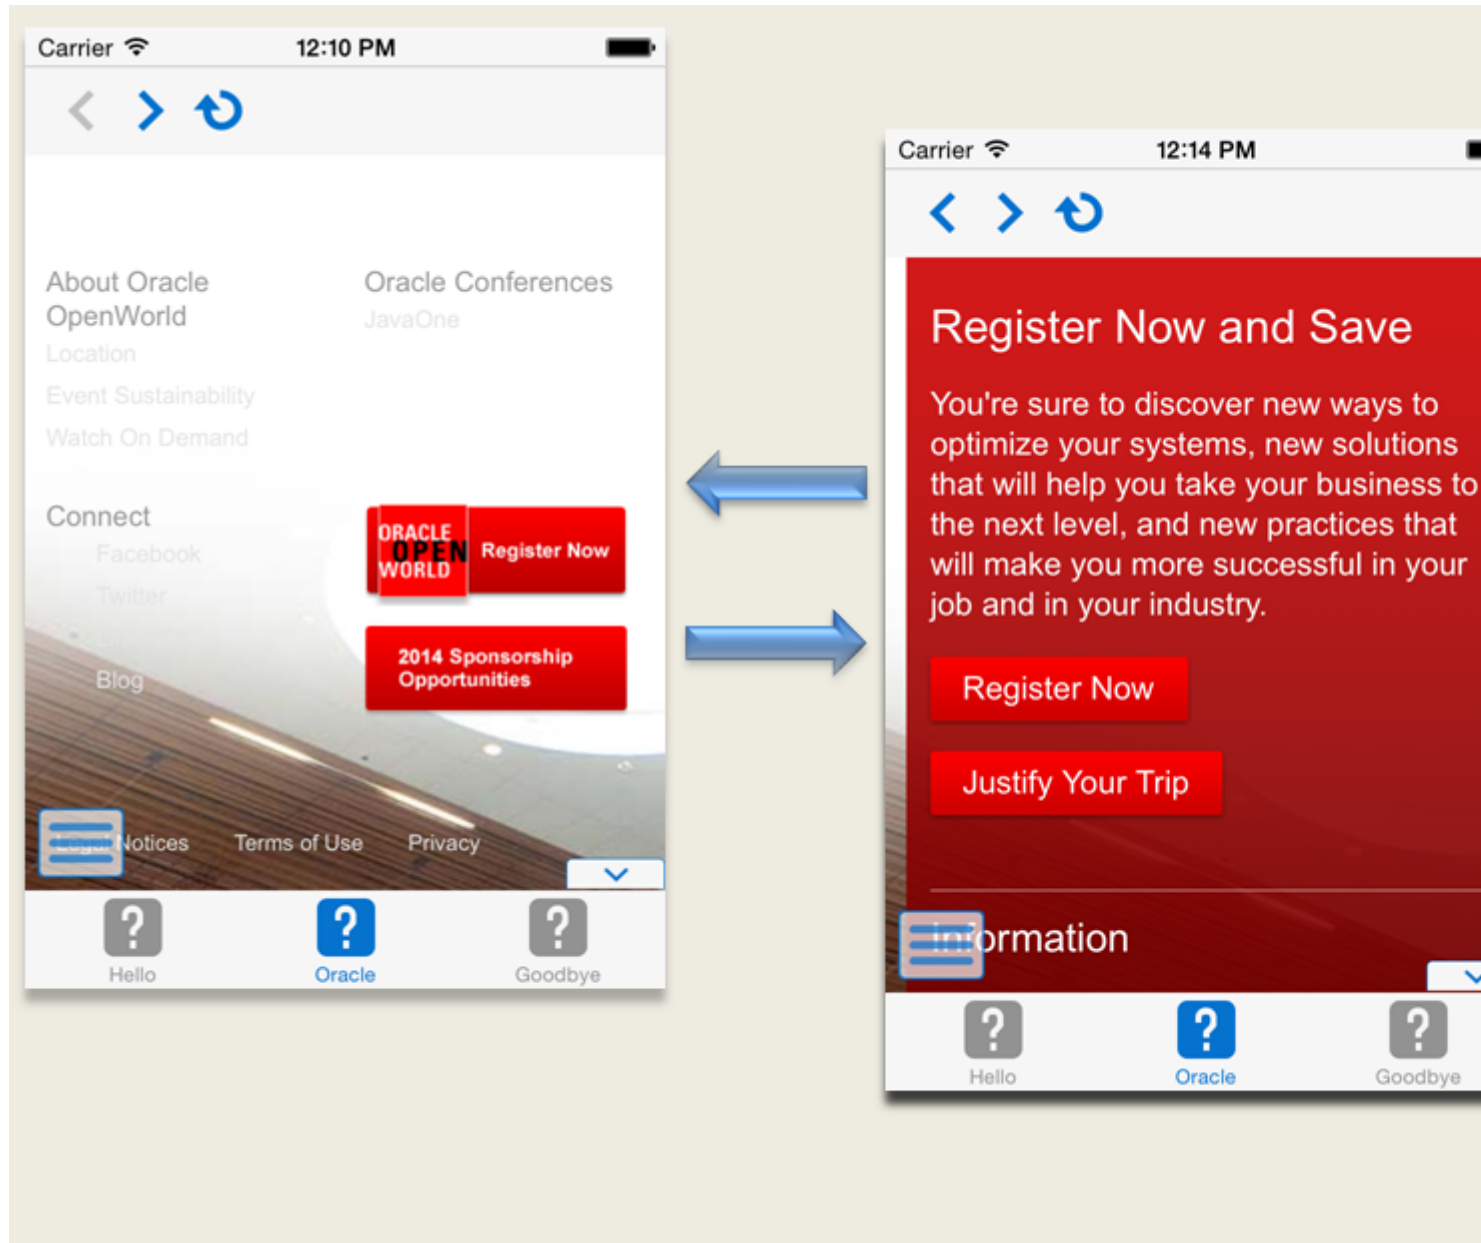 Carrier 12:10 PM
About Oracle
OpenWorld
Location
Event Sustainability
Watch On Demand
Oracle Conferences
JavaOne
Connect
Facebook
Twitter
Blog
ORACLE
OPEN
WORLD
Register Now
2014 Sponsorship
Opportunities
Legal Notices Terms of Use Privacy
? ? ?
Hello Oracle Goodbye
Carrier 12:14 PM
Register Now and Save
You're sure to discover new ways to
optimize your systems, new solutions
that will help you take your business to
the next level, and new practices that
will make you more successful in your
job and in your industry.
Register Now
Justify Your Trip
Information
? ? ?
Hello Oracle Goodbye